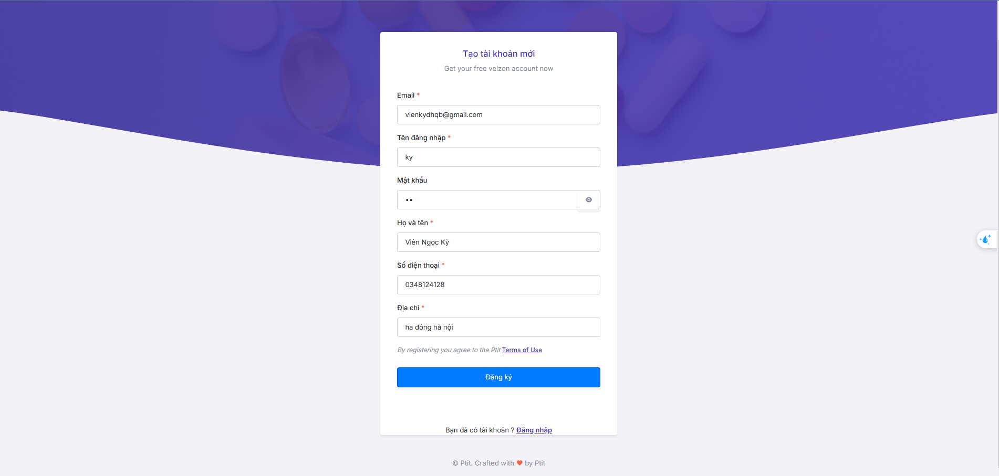 Tạo tài khoản mới
Get your free velzon account now
Email *
vienkydhqb@gmail.com
Tên đăng nhập *
ky
Mật khẩu
••
Họ và tên *
Viên Ngọc Kỳ
Số điện thoại *
0348124128
Địa chỉ *
ha đông hà nội
By registering you agree to the Ptit Terms of Use
Đăng ký
Bạn đã có tài khoản ? Đăng nhập
© Ptit. Crafted with ❤ by Ptit